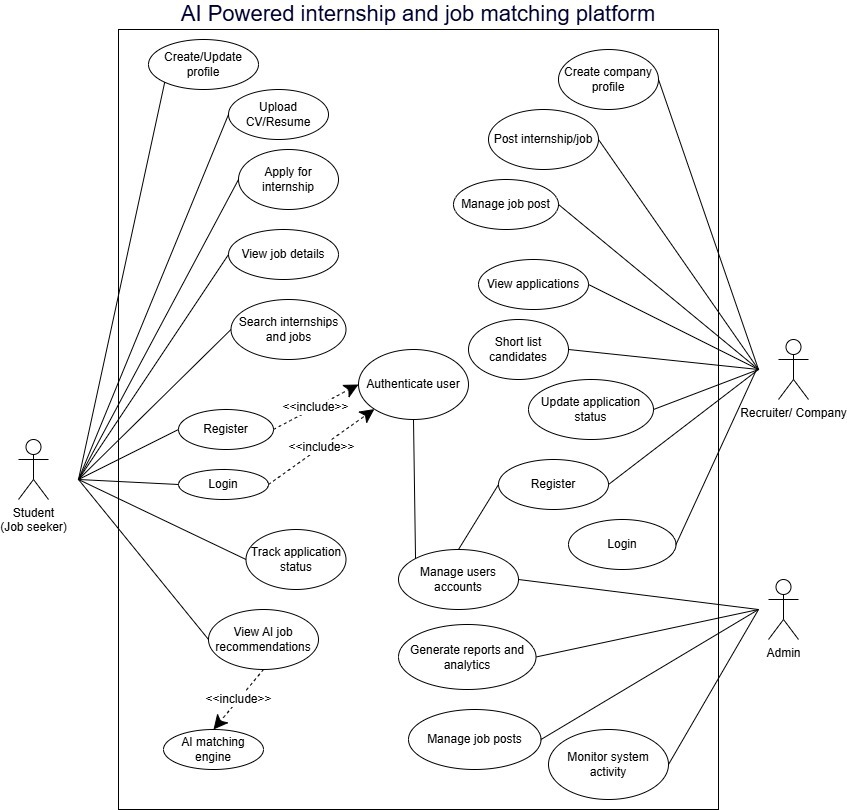 AI Powered internship and job matching platform
Create/Update
profile
Upload
CV/Resume
Apply for
internship
View job details
Search internships
and jobs
Register
Login
Track application
status
View AI job
recommendations
<<include>>
AI matching
engine
<<include>>
<<include>>
Authenticate user
Student
(Job seeker)
Create company
profile
Post internship/job
Manage job post
View applications
Short list
candidates
Update application
status
Register
Login
Recruiter/ Company
Manage users
accounts
Generate reports and
analytics
Manage job posts
Monitor system
activity
Admin